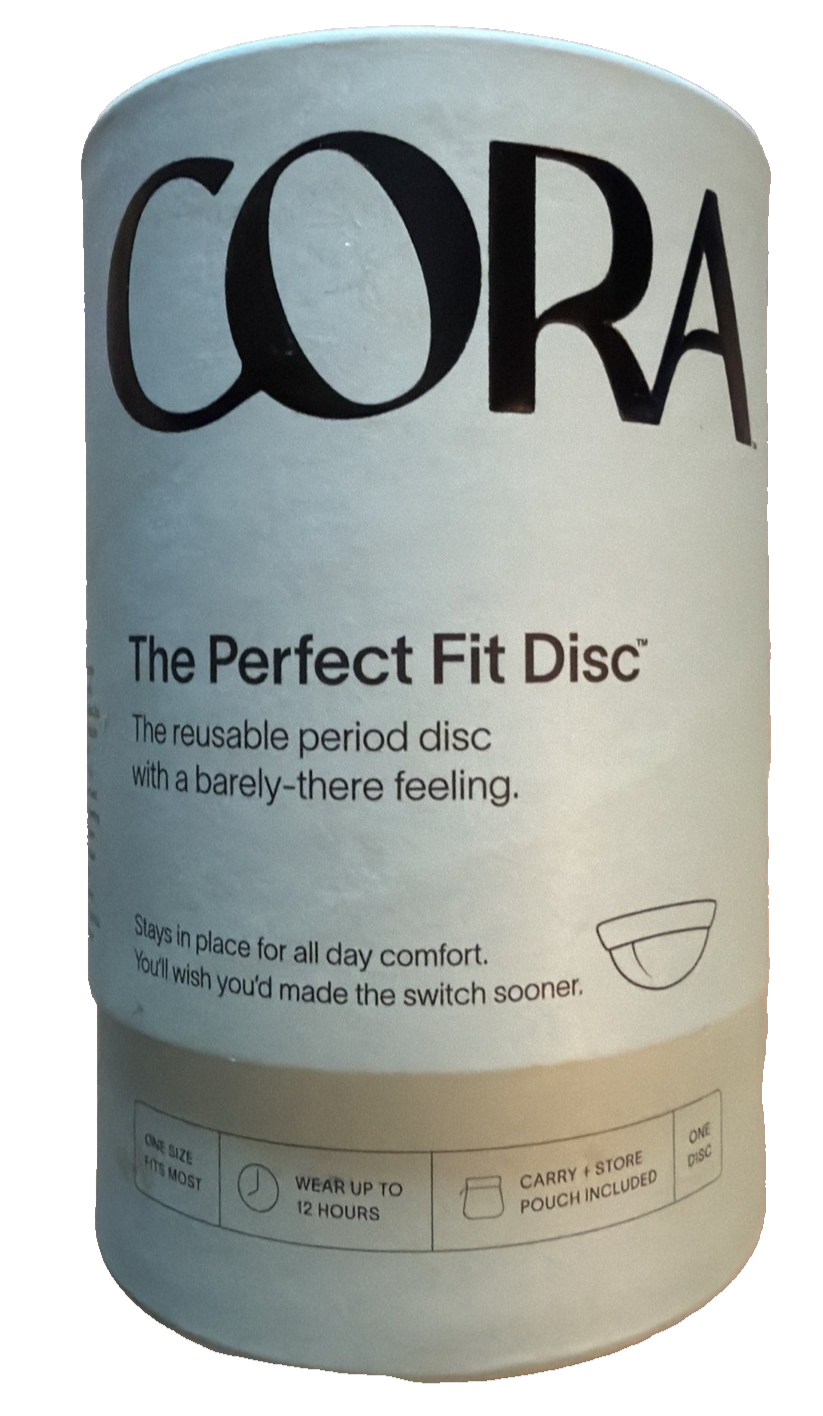 CORA
The Perfect Fit Disc™
The reusable period disc
with a barely-there feeling.
Stays in place for all day comfort.
You'll wish you'd made the switch sooner.
ONE SIZE
FITS MOST
WEAR UP TO
12 HOURS
CARRY + STORE
POUCH INCLUDED
ONE
DISC